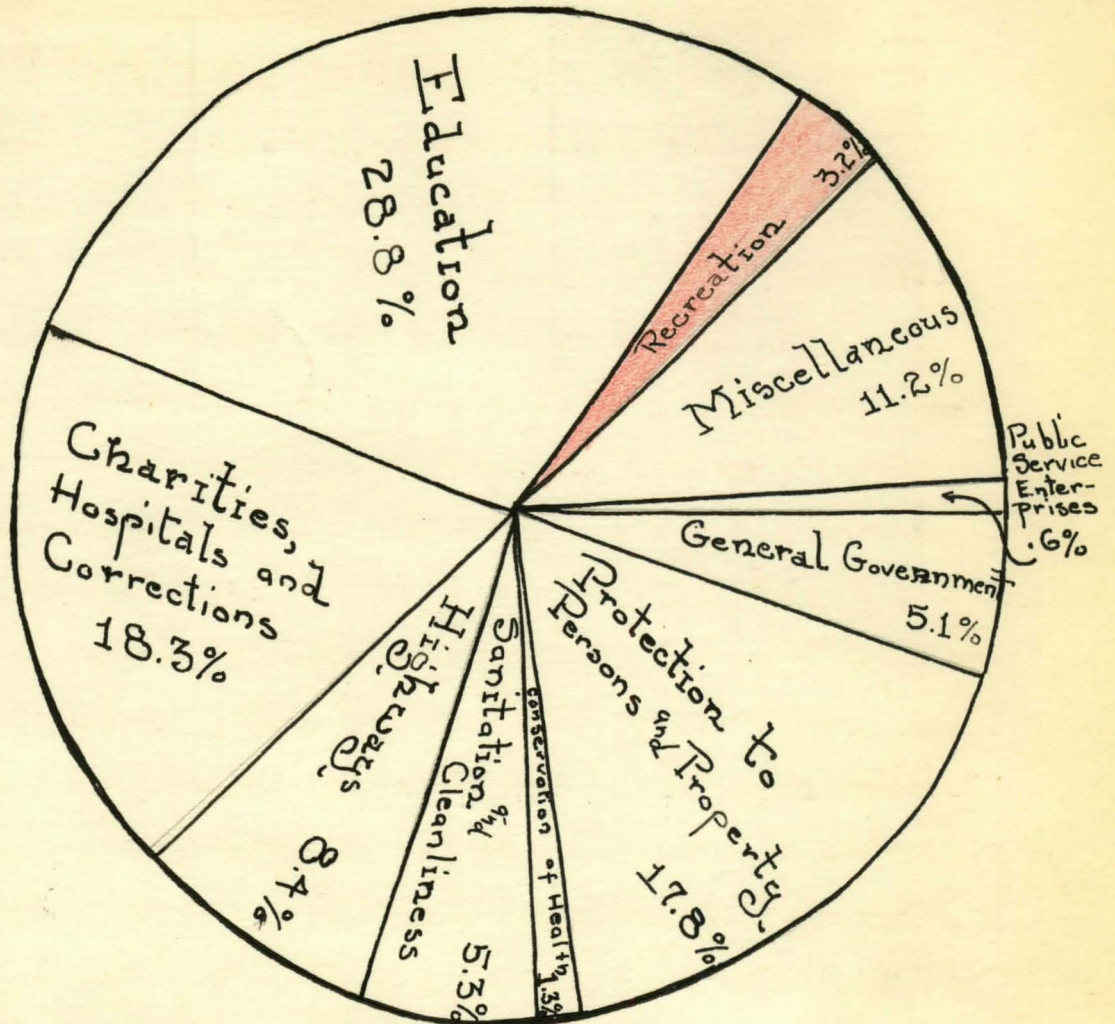 Education
28.8%
Recreation
3.2%
Miscellaneous
11.2%
Public
Service
Enter-
prises
.6%
General Government
5.1%
Protection to
Persons and Property
17.8%
Conservation of Health
1.3%
Sanitation and
Cleanliness
5.3%
Highways
8.4%
Charities,
Hospitals and
Corrections
18.3%